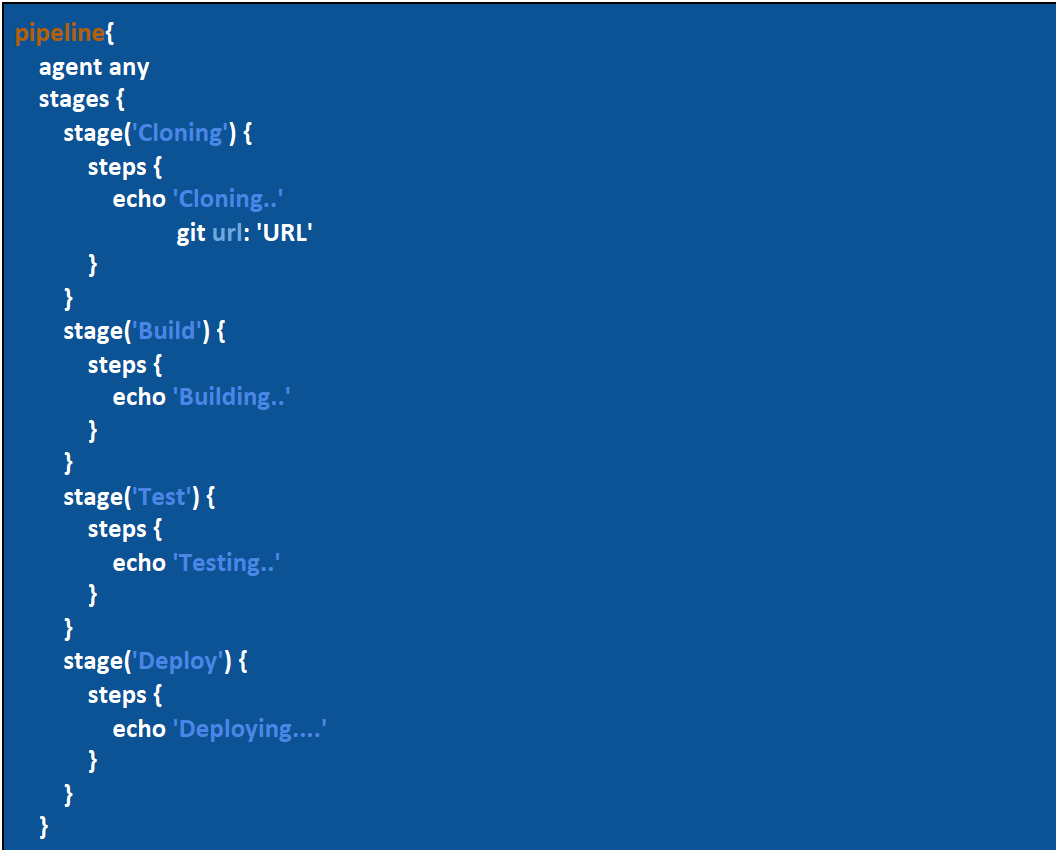 pipeline{
agent any
stages {
stage('Cloning') {
steps {
echo 'Cloning..'
git url: 'URL'
}
}
stage('Build') {
steps {
echo 'Building..'
}
}
stage('Test') {
steps {
echo 'Testing..'
}
}
stage('Deploy') {
steps {
echo 'Deploying....'
}
}
}